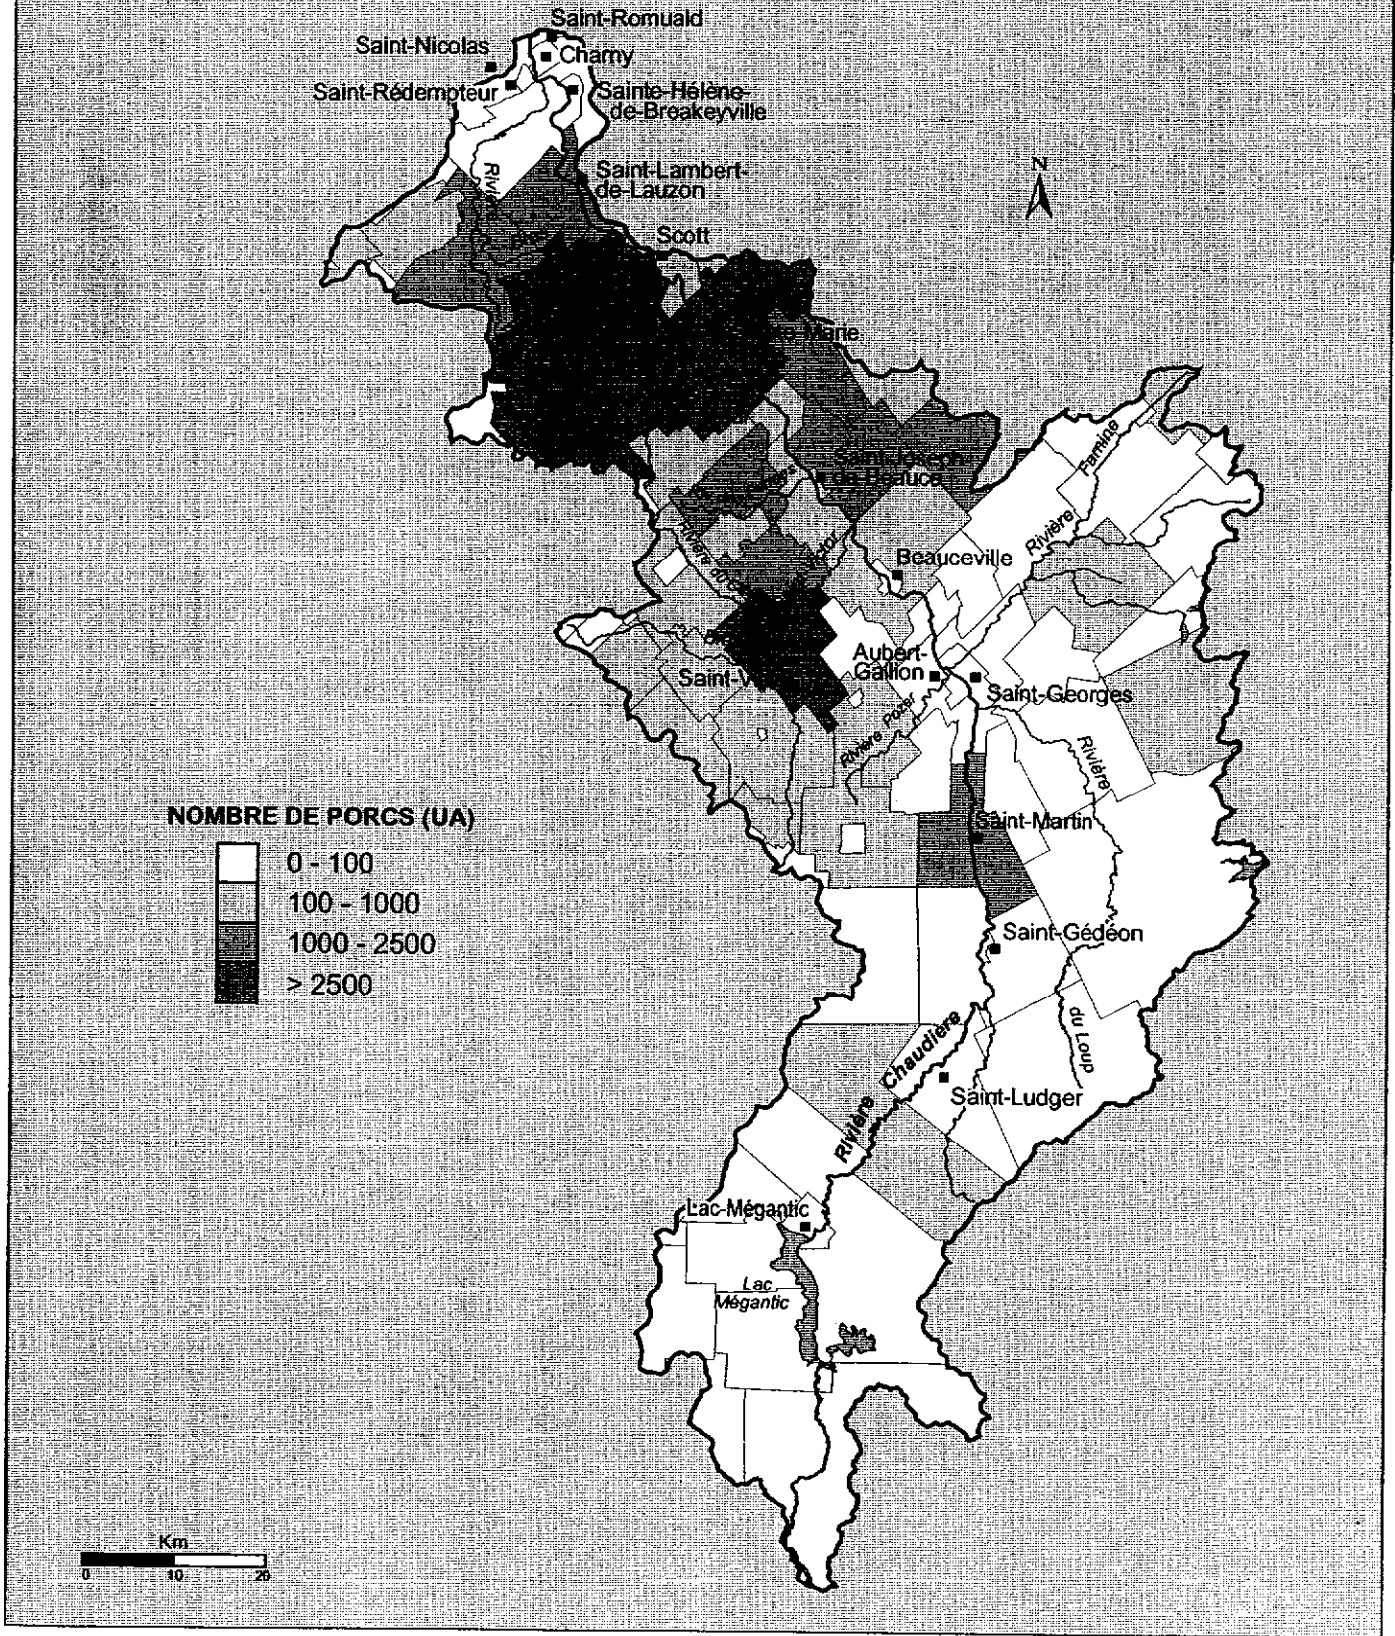 Saint-Romuald
Saint-Nicolas
Charny
Saint-Rédempteur
Sainte-Hélène-
de-Breakeyville
Saint-Lambert-
de-Lauzon
N
Scott
Marie
Famine
Rivière
Saint-Joseph-
de-Beauce
Beauceville
Aubert-
Gallion
Saint-Georges
Rivière Pozer
Rivière
NOMBRE DE PORCS (UA)
0 - 100
100 - 1000
1000 - 2500
> 2500
Saint-Martin
Saint-Gédéon
du Loup
Rivière Chaudière
Saint-Ludger
Lac-Mégantic
Lac
Mégantic
Km
0 10 20